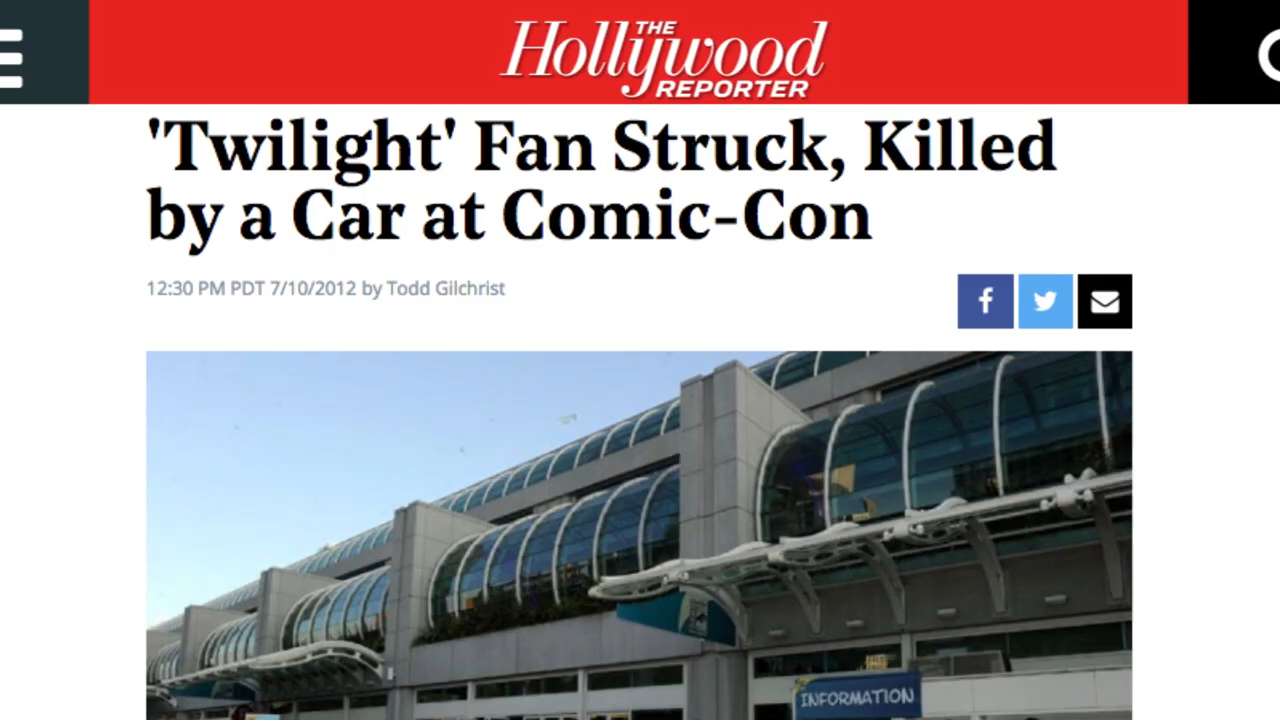 THE
Hollywood
REPORTER
'Twilight' Fan Struck, Killed
by a Car at Comic-Con
12:30 PM PDT 7/10/2012 by Todd Gilchrist
INFORMATION